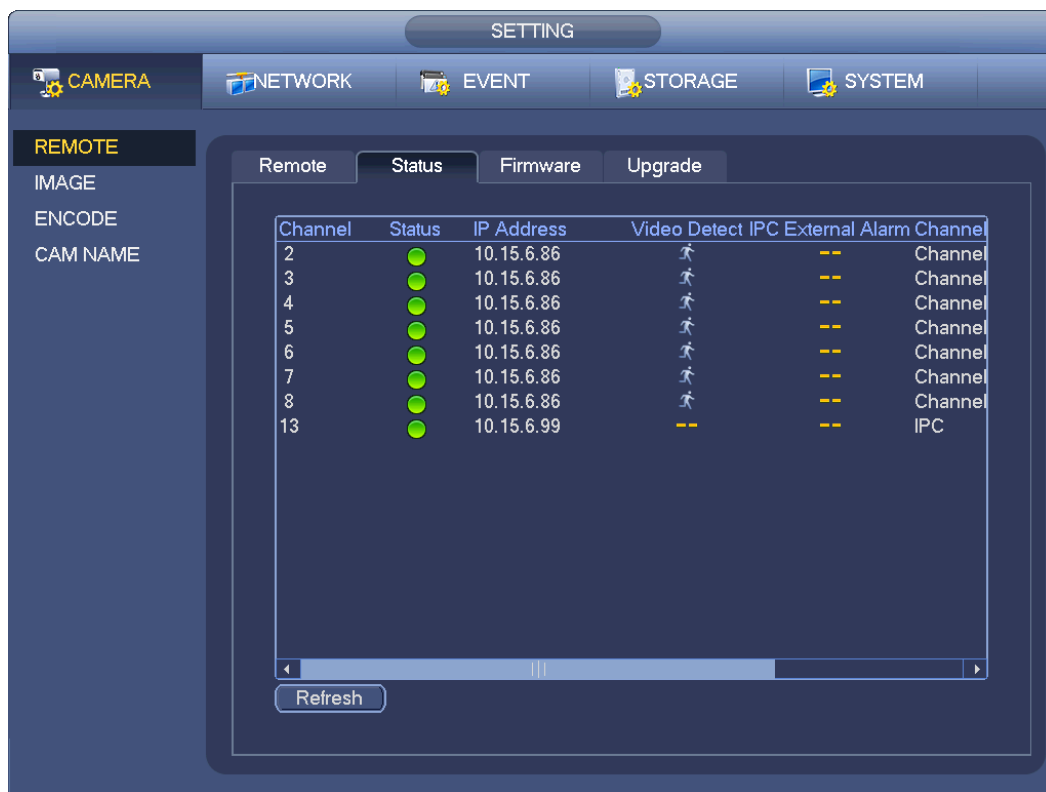 SETTING
CAMERA NETWORK EVENT STORAGE SYSTEM
REMOTE
IMAGE
ENCODE
CAM NAME
Remote Status Firmware Upgrade
Channel Status IP Address Video Detect IPC External Alarm Channel
2 10.15.6.86 -- Channel
3 10.15.6.86 -- Channel
4 10.15.6.86 -- Channel
5 10.15.6.86 -- Channel
6 10.15.6.86 -- Channel
7 10.15.6.86 -- Channel
8 10.15.6.86 -- Channel
13 10.15.6.99 -- -- IPC
Refresh